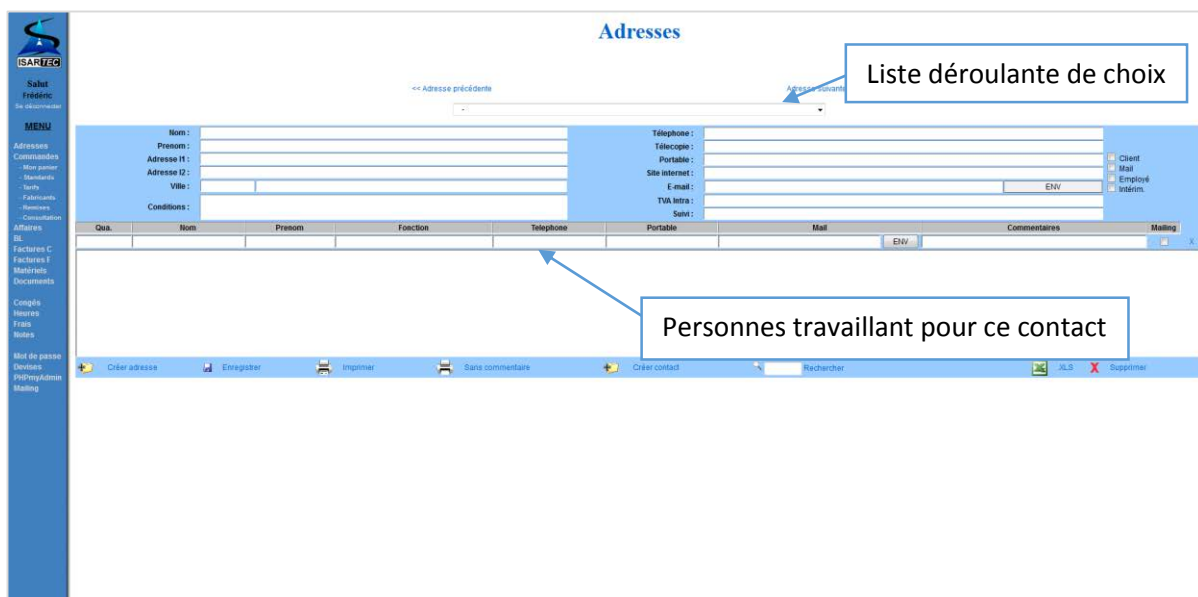 Adresses
ISARTEC
Salut
Frédéric
Se déconnecter
MENU
Adresses
Commandes
- Mon panier
- Standards
- Tarifs
- Fabricants
- Remises
- Consultation
Affaires
BL
Factures C
Factures F
Matériels
Documents
Congés
Heures
Frais
Notes
Mot de passe
Devises
PHPmyAdmin
Mailing
Liste déroulante de choix
<< Adresse précédente
Adresse suivante
-
Nom :
Prenom :
Adresse l1 :
Adresse l2 :
Ville :
Conditions :
Télephone :
Télecopie :
Portable :
Site internet :
E-mail : ENV
TVA Intra :
Suivi :
Client
Mail
Employé
Intérim.
Qua. Nom Prenom Fonction Telephone Portable Mail Commentaires Mailing
ENV X
Personnes travaillant pour ce contact
Créer adresse Enregistrer Imprimer Sans commentaire Créer contact Rechercher XLS Supprimer